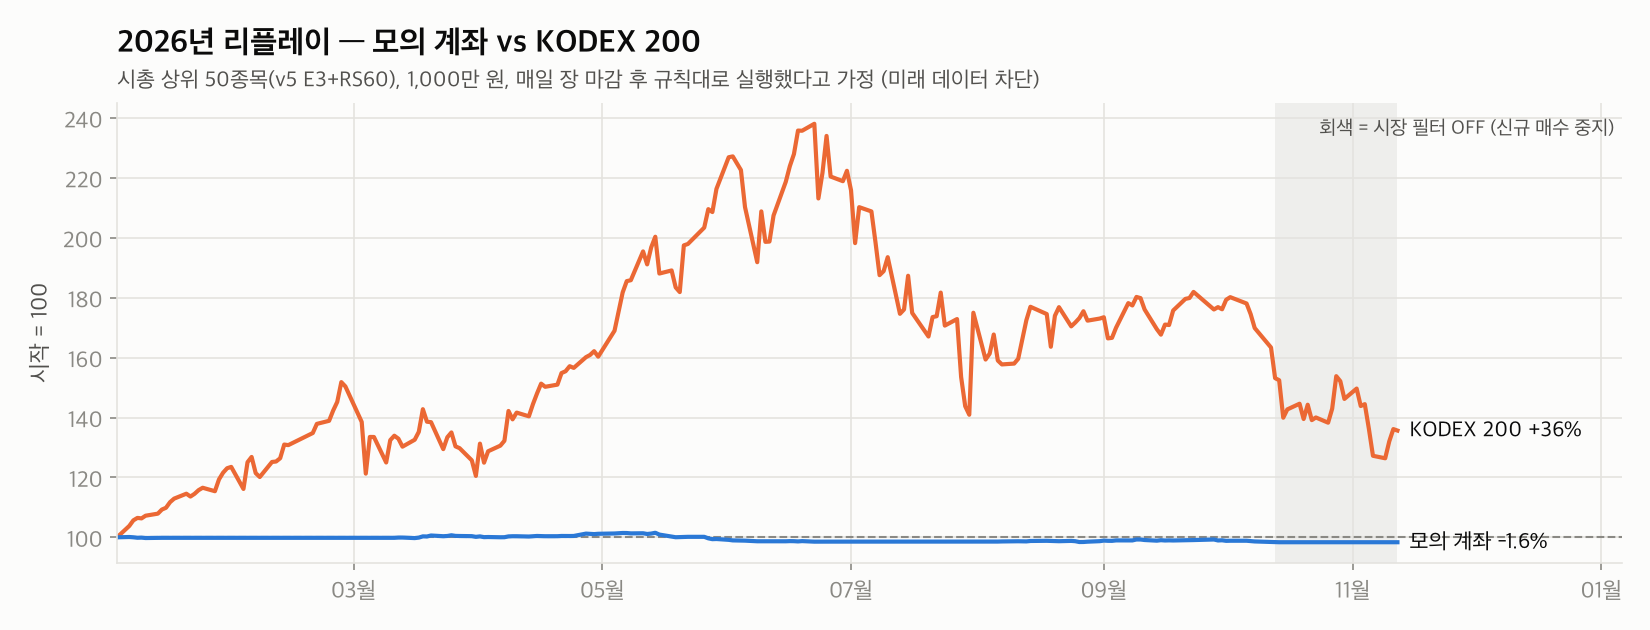 2026년 리플레이 — 모의 계좌 vs KODEX 200
시총 상위 50종목(v5 E3+RS60), 1,000만 원, 매일 장 마감 후 규칙대로 실행했다고 가정 (미래 데이터 차단)
회색 = 시장 필터 OFF (신규 매수 중지)
시작 = 100
240
220
200
180
160
140
120
100
KODEX 200 +36%
모의 계좌 -1.6%
03월
05월
07월
09월
11월
01월